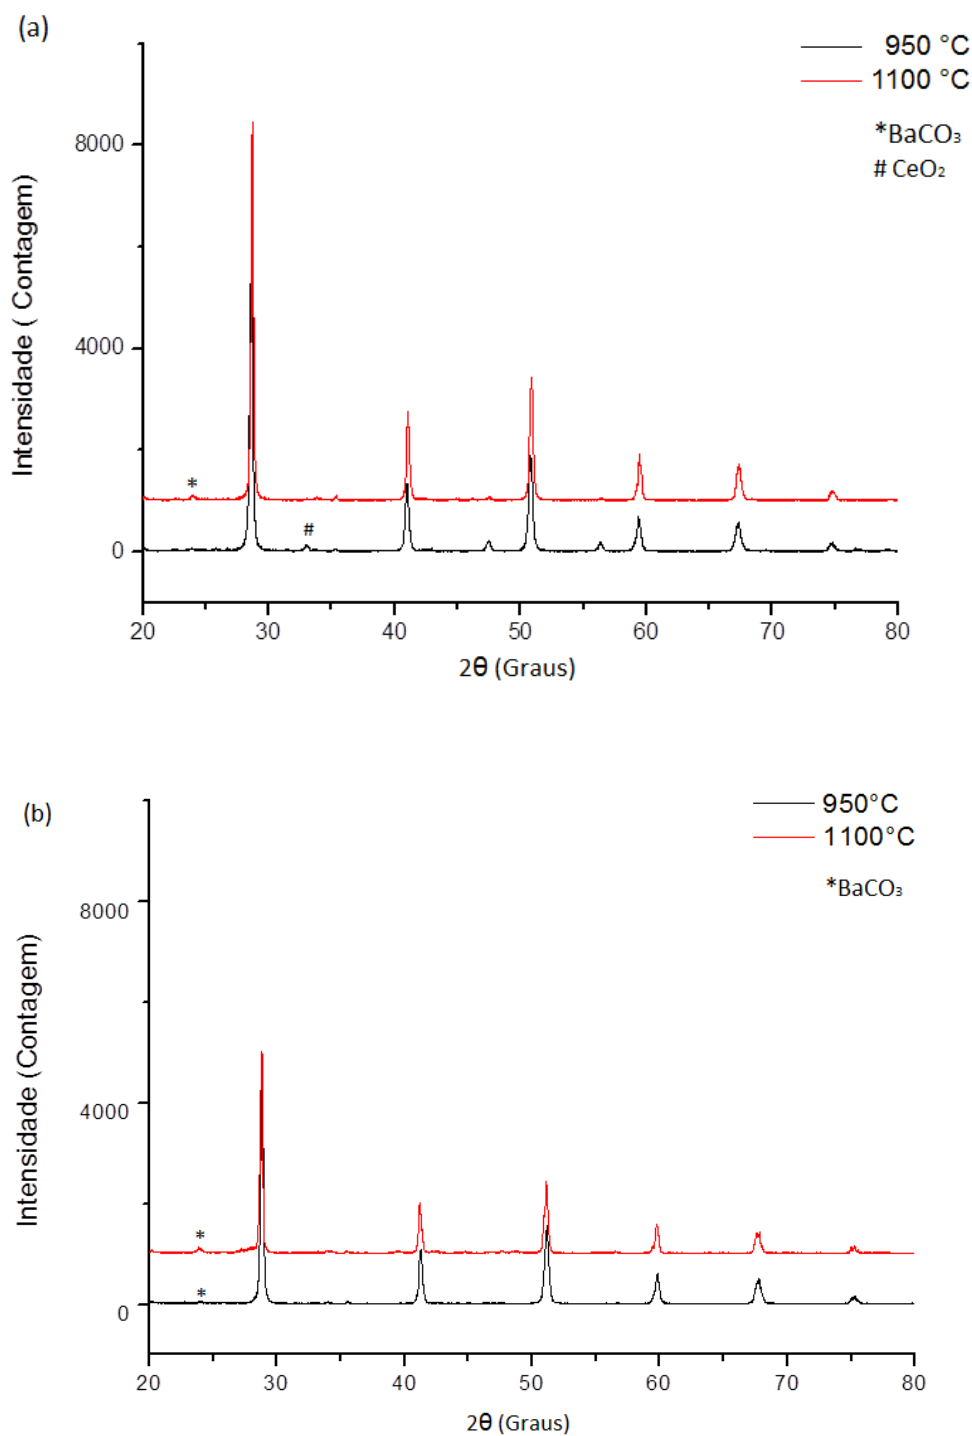 (a)
950 °C
1100 °C
*BaCO₃
# CeO₂
Intensidade ( Contagem)
8000
4000
0
*
#
20 30 40 50 60 70 80
2θ (Graus)
(b)
950°C
1100°C
*BaCO₃
Intensidade (Contagem)
8000
4000
0
*
*
20 30 40 50 60 70 80
2θ (Graus)